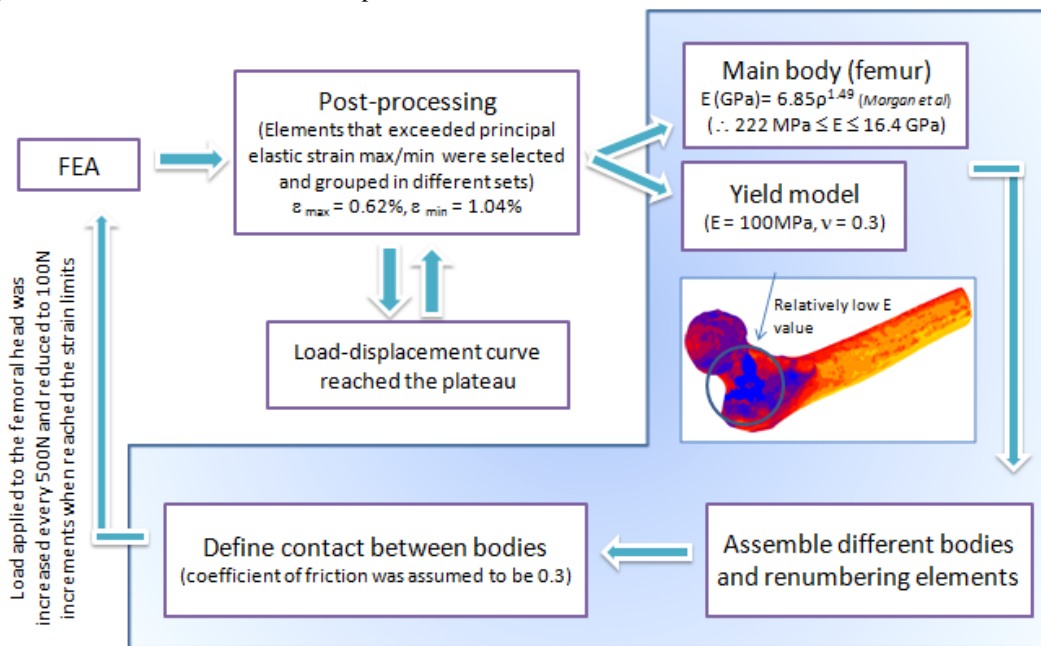 FEA
Post-processing
(Elements that exceeded principal
elastic strain max/min were selected
and grouped in different sets)
ε max = 0.62%, ε min = 1.04%
Main body (femur)
E (GPa)= 6.85ρ^1.49 (Morgan et al)
(∴ 222 MPa ≤ E ≤ 16.4 GPa)
Yield model
(E = 100MPa, ν = 0.3)
Relatively low E
value
Load-displacement curve
reached the plateau
Load applied to the femoral head was
increased every 500N and reduced to 100N
increments when reached the strain limits
Define contact between bodies
(coefficient of friction was assumed to be 0.3)
Assemble different bodies
and renumbering elements